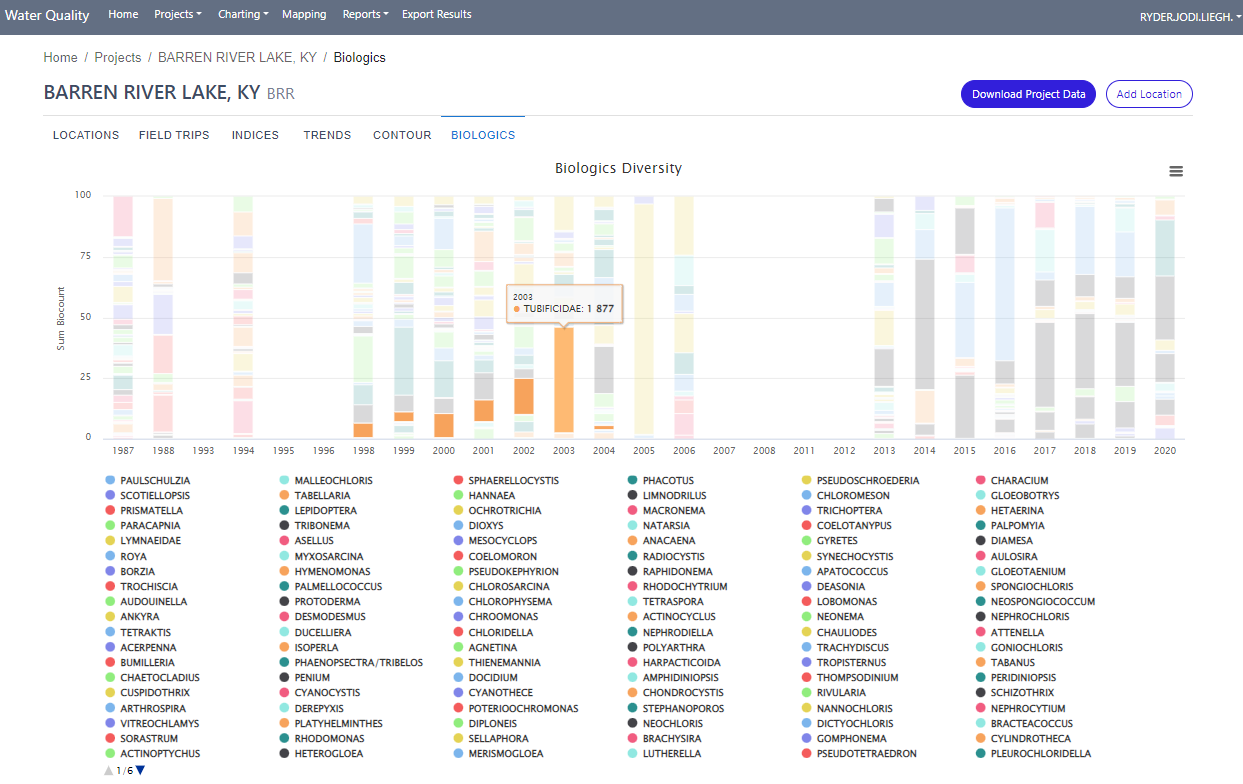 Water Quality Home Projects Charting Mapping Reports Export Results RYDER.JODI.LIEGH.
Home / Projects / BARREN RIVER LAKE, KY / Biologics
BARREN RIVER LAKE, KY BRR Download Project Data Add Location
LOCATIONS FIELD TRIPS INDICES TRENDS CONTOUR BIOLOGICS
Biologics Diversity
Sum Biocount
100
75
50
25
0
2003
TUBIFICIDAE: 1 877
1987 1988 1993 1994 1995 1996 1998 1999 2000 2001 2002 2003 2004 2005 2006 2007 2008 2011 2012 2013 2014 2015 2016 2017 2018 2019 2020
PAULSCHULZIA MALLEOCHLORIS SPHAERELLOCYSTIS PHACOTUS PSEUDOSCHROEDERIA CHARACIUM
SCOTIELLOPSIS TABELLARIA HANNAEA LIMNODRILUS CHLOROMESON GLOEOBOTRYS
PRISMATELLA LEPIDOPTERA OCHROTRICHIA MACRONEMA TRICHOPTERA HETAERINA
PARACAPNIA TRIBONEMA DIOXYS NATARSIA COELOTANYPUS PALPOMYIA
LYMNAEIDAE ASELLUS MESOCYCLOPS ANACAENA GYRETES DIAMESA
ROYA MYXOSARCINA COELOMORON RADIOCYSTIS SYNECHOCYSTIS AULOSIRA
BORZIA HYMENOMONAS PSEUDOKEPHYRION RAPHIDONEMA APATOCOCCUS GLOEOTAENIUM
TROCHISCIA PALMELLOCOCCUS CHLOROSARCINA RHODOCHYTRIUM DEASONIA SPONGIOCHLORIS
AUDOUINELLA PROTODERMA CHLOROPHYSEMA TETRASPORA LOBOMONAS NEOSPONGIOCOCCUM
ANKYRA DESMODESMUS CHROOMONAS ACTINOCYCLUS NEONEMA NEPHROCHLORIS
TETRAKTIS DUCELLIERA CHLORIDELLA NEPHRODIELLA CHAULIODES ATTENELLA
ACERPENNA ISOPERLA AGNETINA POLYARTHRA TRACHYDISCUS GONIOCHLORIS
BUMILLERIA PHAENOPSECTRA/TRIBELOS THIENEMANNIA HARPACTICOIDA TROPISTERNUS TABANUS
CHAETOCLADIUS PENIUM DOCIDIUM AMPHIDINIOPSIS THOMPSODINIUM PERIDINIOPSIS
CUSPIDOTHRIX CYANOCYSTIS CYANOTHECE CHONDROCYSTIS RIVULARIA SCHIZOTHRIX
ARTHROSPIRA DEREPYXIS POTERIOOCHROMONAS STEPHANOPOROS NANNOCHLORIS NEPHROCYTIUM
VITREOCHLAMYS PLATYHELMINTHES DIPLONEIS NEOCHLORIS DICTYOCHLORIS BRACTEACOCCUS
SORASTRUM RHODOMONAS SELLAPHORA BRACHYSIRA GOMPHONEMA CYLINDROTHECA
ACTINOPTYCHUS HETEROGLOEA MERISMOGLOEA LUTHERELLA PSEUDOTETRAEDRON PLEUROCHLORIDELLA
1/6